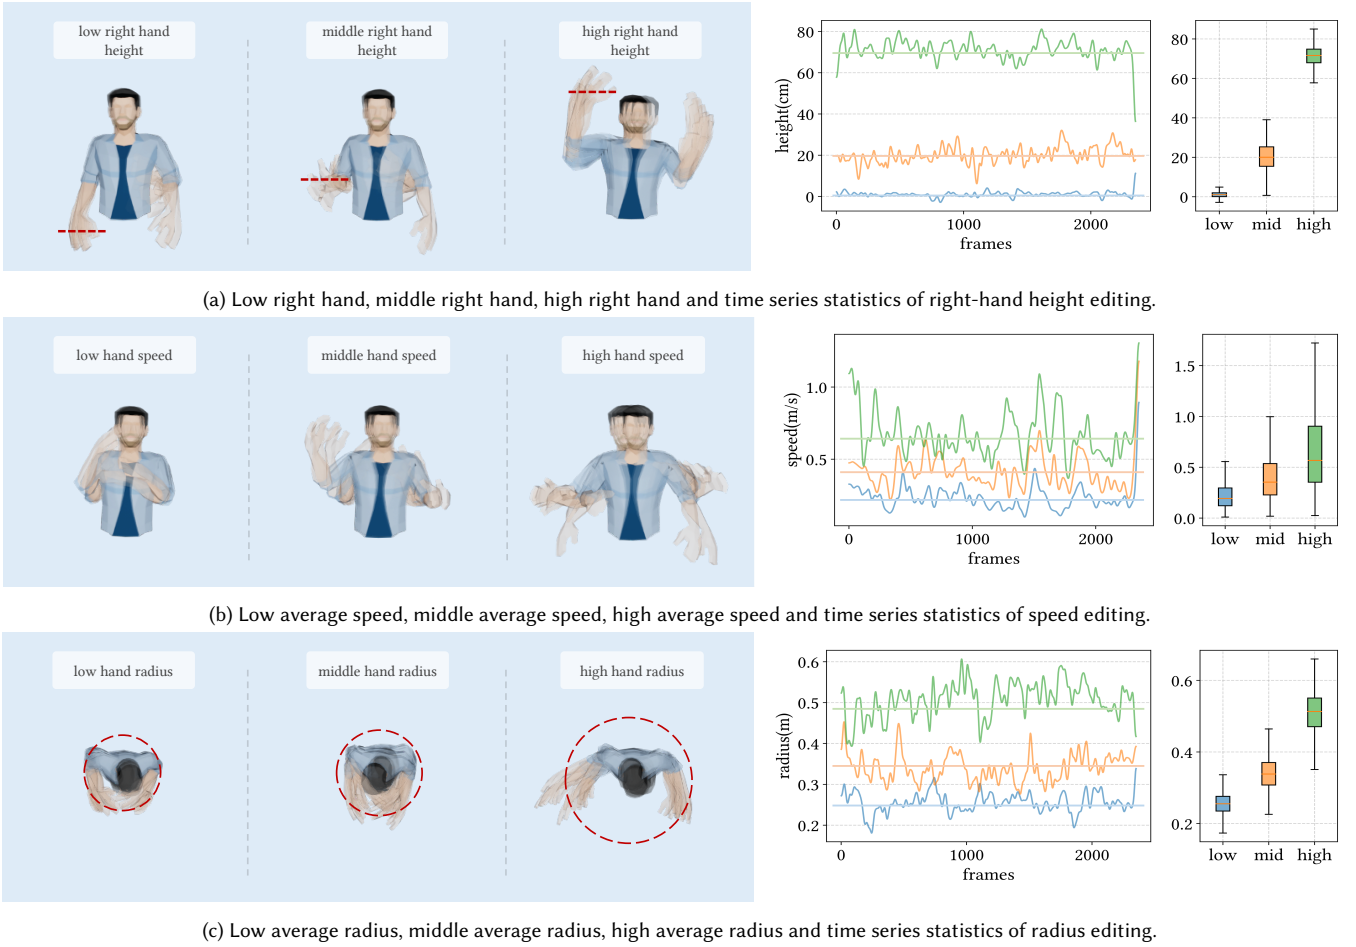 low right hand
height
middle right hand
height
high right hand
height
height(cm)
80
60
40
20
0
0
1000
2000
frames
80
60
40
20
0
low
mid
high
(a) Low right hand, middle right hand, high right hand and time series statistics of right-hand height editing.
low hand speed
middle hand speed
high hand speed
speed(m/s)
1.0
0.5
0
1000
2000
frames
1.5
1.0
0.5
0.0
low
mid
high
(b) Low average speed, middle average speed, high average speed and time series statistics of speed editing.
low hand radius
middle hand radius
high hand radius
radius(m)
0.6
0.5
0.4
0.3
0.2
0
1000
2000
frames
0.6
0.4
0.2
low
mid
high
(c) Low average radius, middle average radius, high average radius and time series statistics of radius editing.